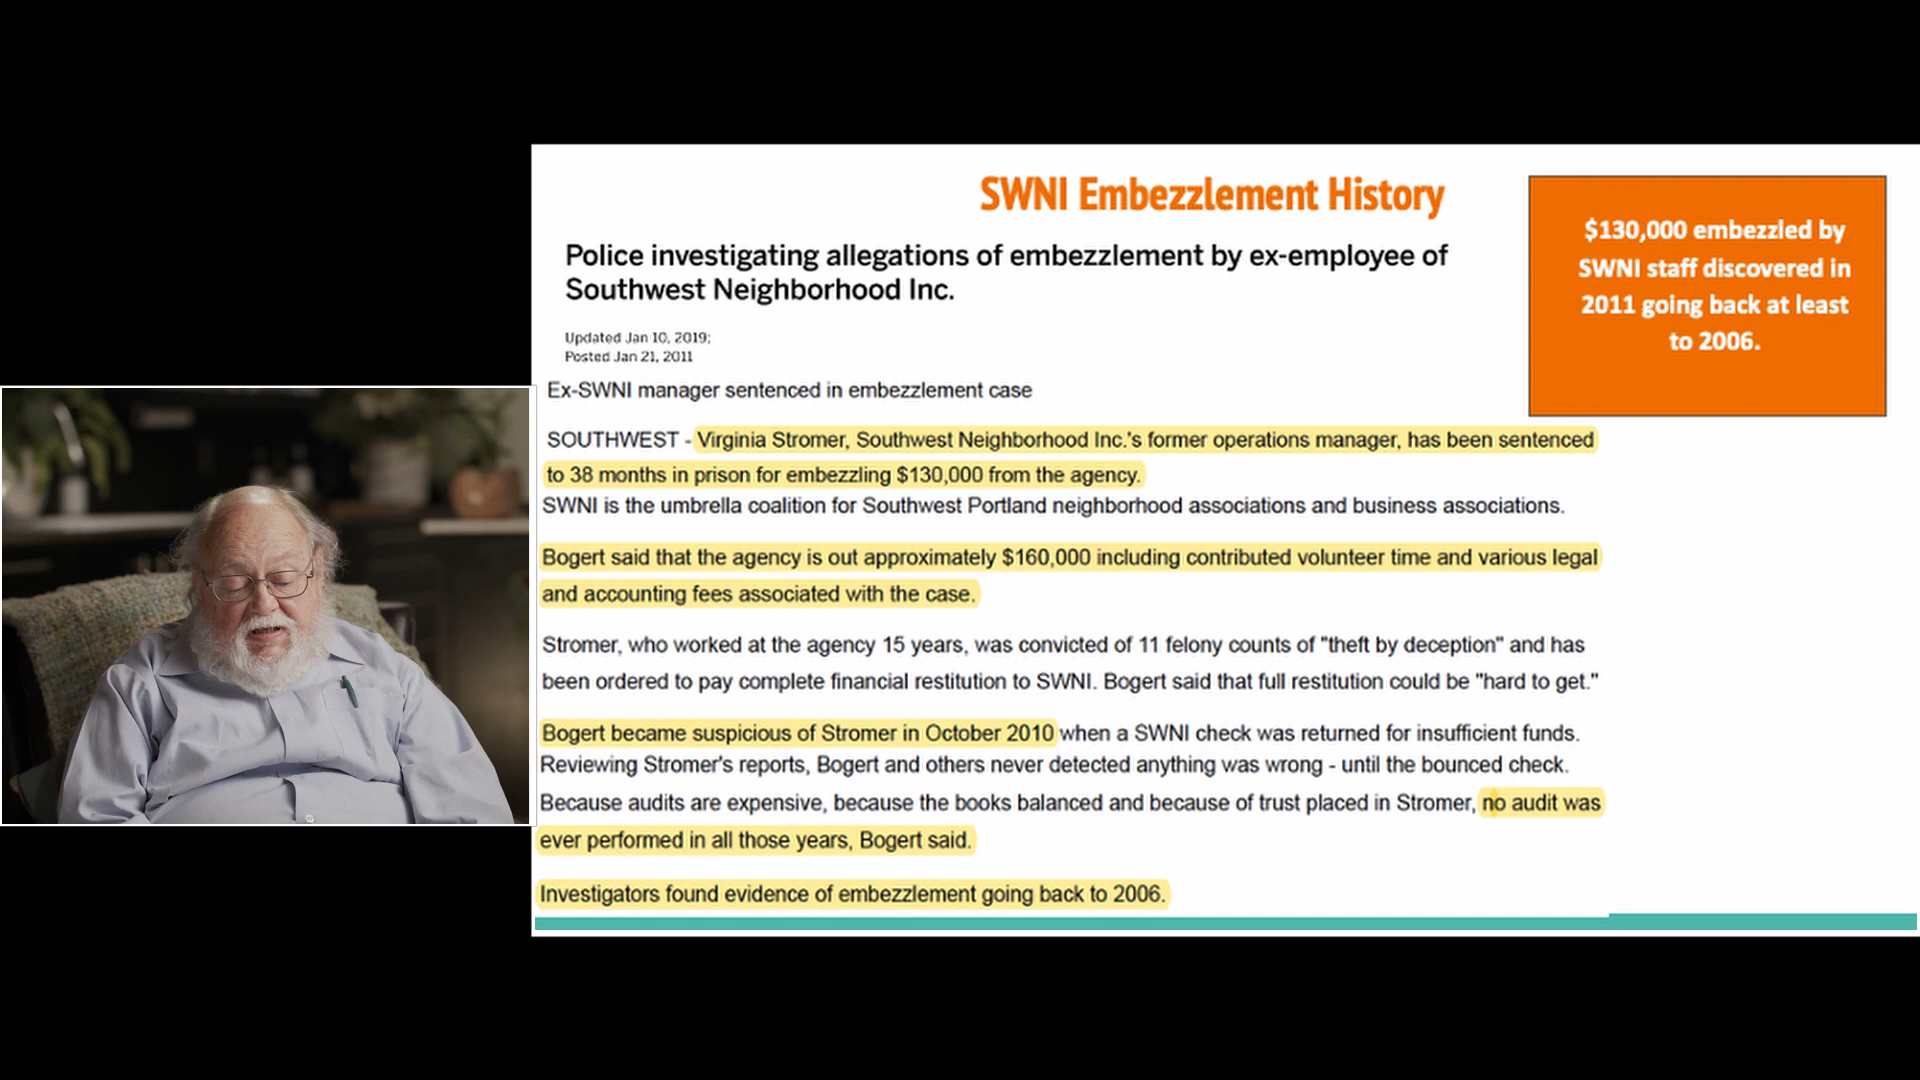 SWNI Embezzlement History
Police investigating allegations of embezzlement by ex-employee of
Southwest Neighborhood Inc.
Updated Jan 10, 2019;
Posted Jan 21, 2011
$130,000 embezzled by
SWNI staff discovered in
2011 going back at least
to 2006.
Ex-SWNI manager sentenced in embezzlement case
SOUTHWEST - Virginia Stromer, Southwest Neighborhood Inc.'s former operations manager, has been sentenced
to 38 months in prison for embezzling $130,000 from the agency.
SWNI is the umbrella coalition for Southwest Portland neighborhood associations and business associations.
Bogert said that the agency is out approximately $160,000 including contributed volunteer time and various legal
and accounting fees associated with the case.
Stromer, who worked at the agency 15 years, was convicted of 11 felony counts of "theft by deception" and has
been ordered to pay complete financial restitution to SWNI. Bogert said that full restitution could be "hard to get."
Bogert became suspicious of Stromer in October 2010 when a SWNI check was returned for insufficient funds.
Reviewing Stromer's reports, Bogert and others never detected anything was wrong - until the bounced check.
Because audits are expensive, because the books balanced and because of trust placed in Stromer, no audit was
ever performed in all those years, Bogert said.
Investigators found evidence of embezzlement going back to 2006.